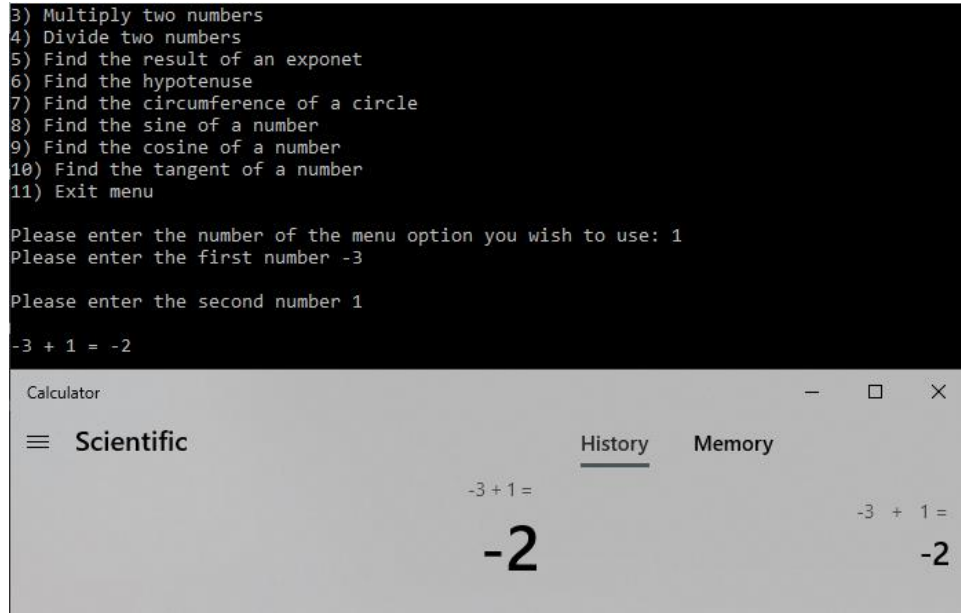 3) Multiply two numbers
4) Divide two numbers
5) Find the result of an exponet
6) Find the hypotenuse
7) Find the circumference of a circle
8) Find the sine of a number
9) Find the cosine of a number
10) Find the tangent of a number
11) Exit menu
Please enter the number of the menu option you wish to use: 1
Please enter the first number -3
Please enter the second number 1
-3 + 1 = -2
Calculator
Scientific History Memory
-3 + 1 =
-2
-3 + 1 =
-2